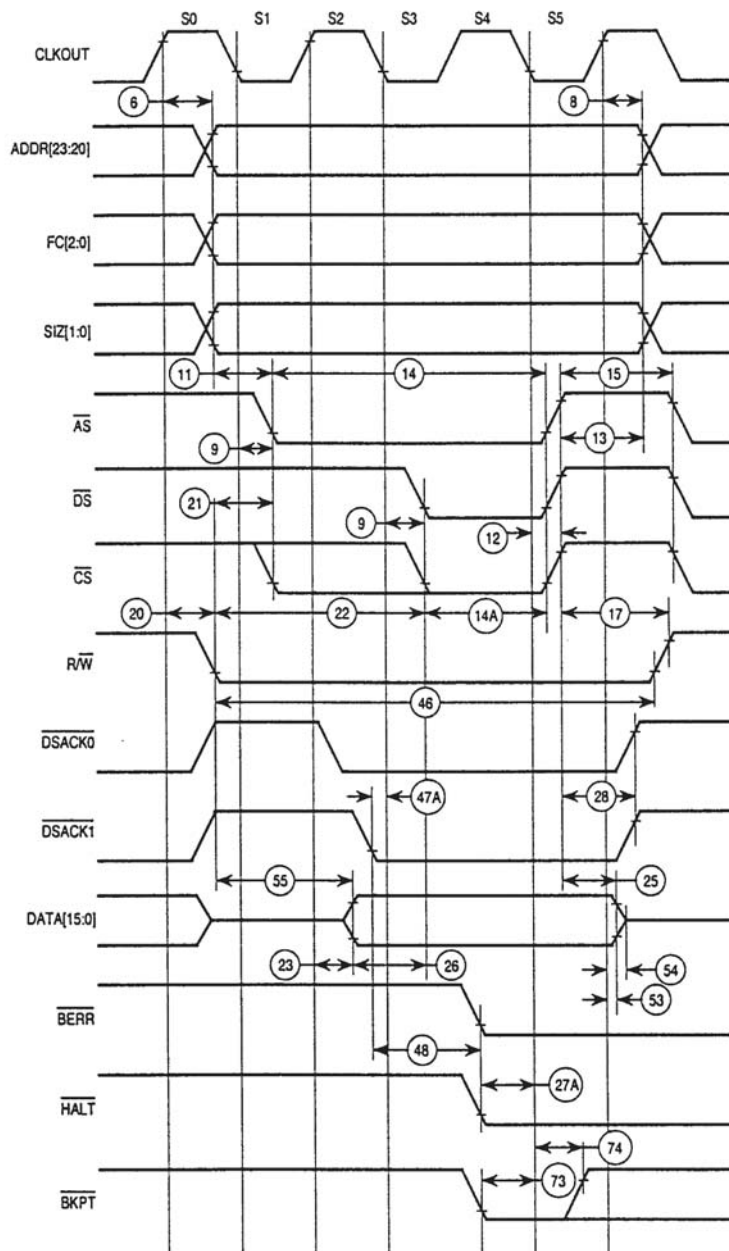 S0 S1 S2 S3 S4 S5
CLKOUT
6 8
ADDR[23:20]
FC[2:0]
SIZ[1:0]
11 14 15
AS
13
9
DS
21
9
12
CS
20 22 14A 17
R/W
46
DSACK0
47A 28
DSACK1
55 25
DATA[15:0]
23 26 54
53
BERR
48
27A
HALT
74
73
BKPT